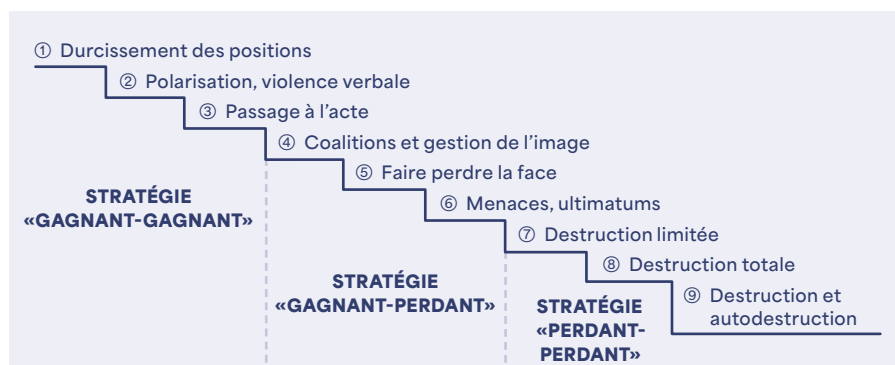 ① Durcissement des positions
② Polarisation, violence verbale
③ Passage à l’acte
④ Coalitions et gestion de l’image
⑤ Faire perdre la face
⑥ Menaces, ultimatums
⑦ Destruction limitée
⑧ Destruction totale
⑨ Destruction et
autodestruction
STRATÉGIE
«GAGNANT-GAGNANT»
STRATÉGIE
«GAGNANT-PERDANT»
STRATÉGIE
«PERDANT-
PERDANT»